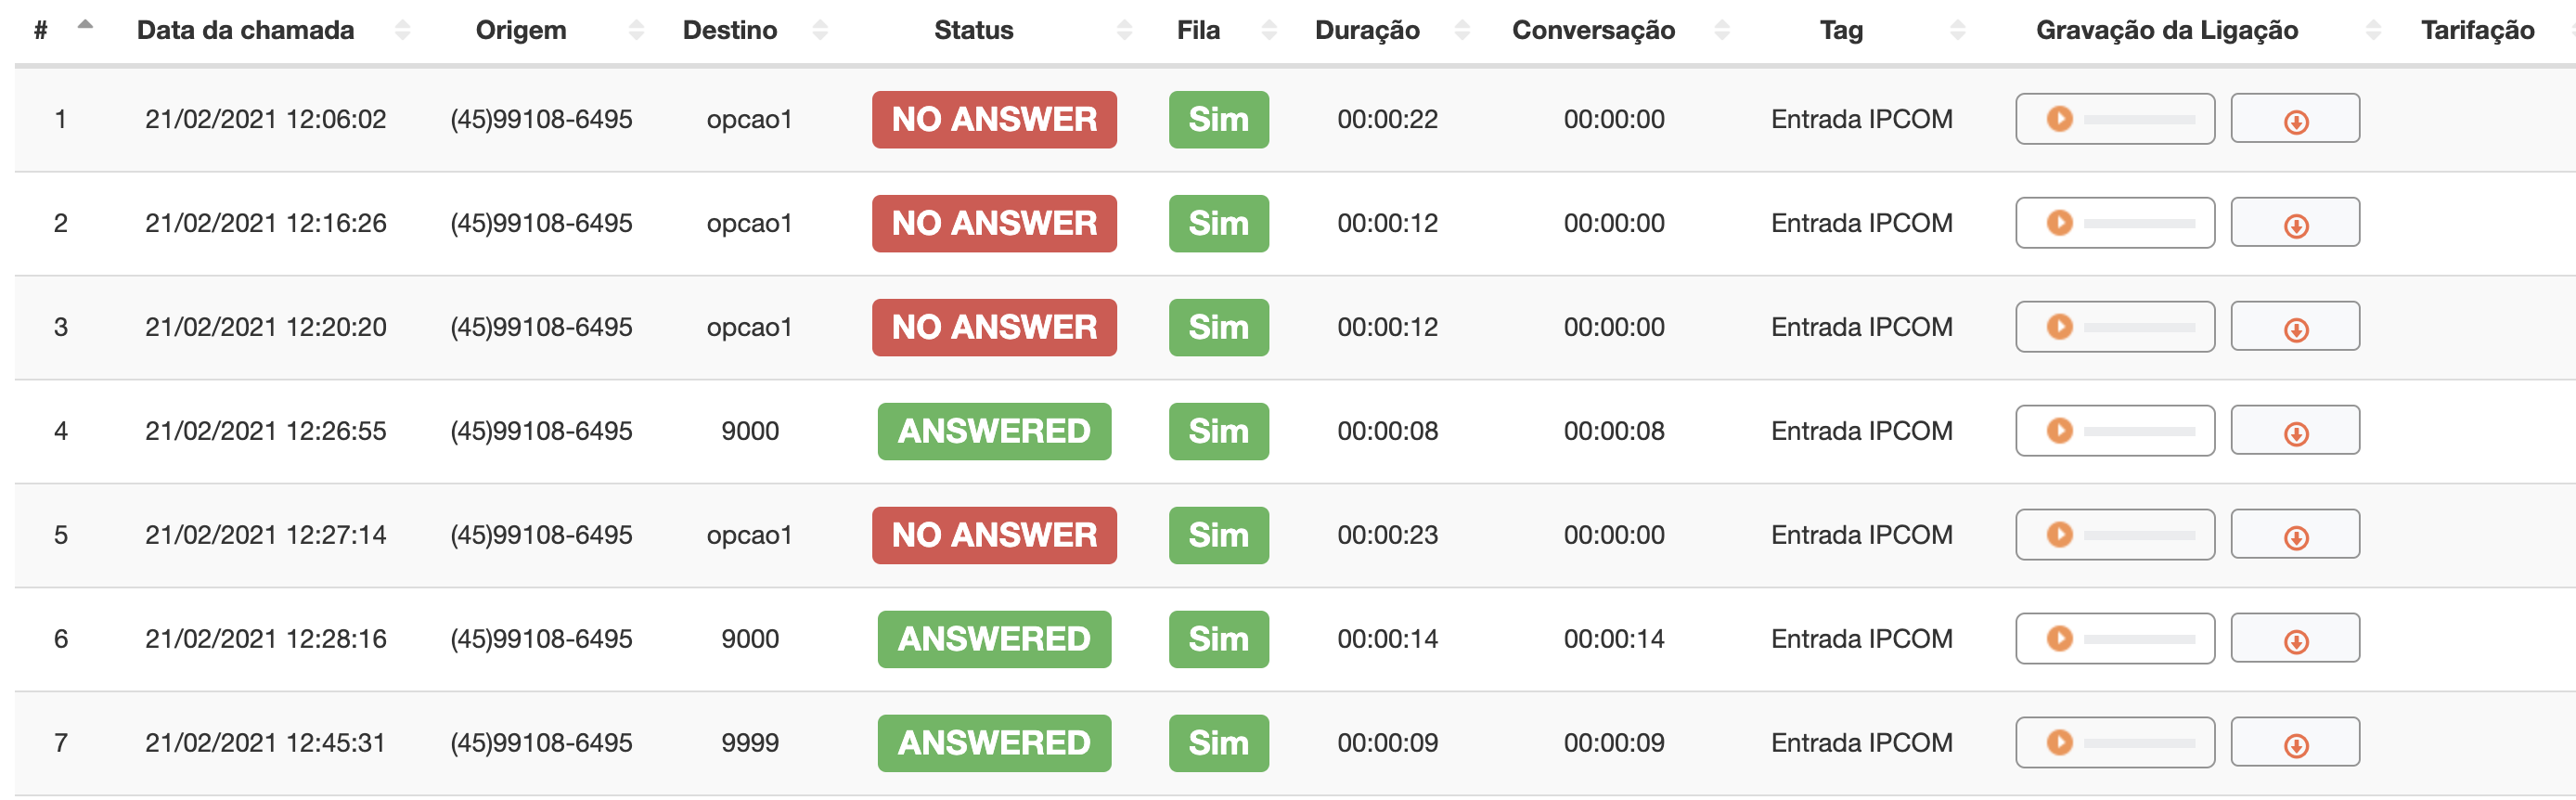 # Data da chamada Origem Destino Status Fila Duração Conversação Tag Gravação da Ligação Tarifação
1 21/02/2021 12:06:02 (45)99108-6495 opcao1 NO ANSWER Sim 00:00:22 00:00:00 Entrada IPCOM
2 21/02/2021 12:16:26 (45)99108-6495 opcao1 NO ANSWER Sim 00:00:12 00:00:00 Entrada IPCOM
3 21/02/2021 12:20:20 (45)99108-6495 opcao1 NO ANSWER Sim 00:00:12 00:00:00 Entrada IPCOM
4 21/02/2021 12:26:55 (45)99108-6495 9000 ANSWERED Sim 00:00:08 00:00:08 Entrada IPCOM
5 21/02/2021 12:27:14 (45)99108-6495 opcao1 NO ANSWER Sim 00:00:23 00:00:00 Entrada IPCOM
6 21/02/2021 12:28:16 (45)99108-6495 9000 ANSWERED Sim 00:00:14 00:00:14 Entrada IPCOM
7 21/02/2021 12:45:31 (45)99108-6495 9999 ANSWERED Sim 00:00:09 00:00:09 Entrada IPCOM